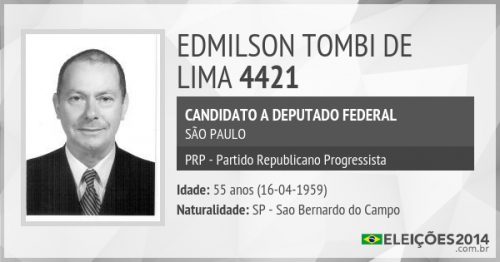 EDMILSON TOMBI DE
LIMA 4421
CANDIDATO A DEPUTADO FEDERAL
SÃO PAULO
PRP - Partido Republicano Progressista
Idade: 55 anos (16-04-1959)
Naturalidade: SP - Sao Bernardo do Campo
ELEIÇÕES2014
.com.br